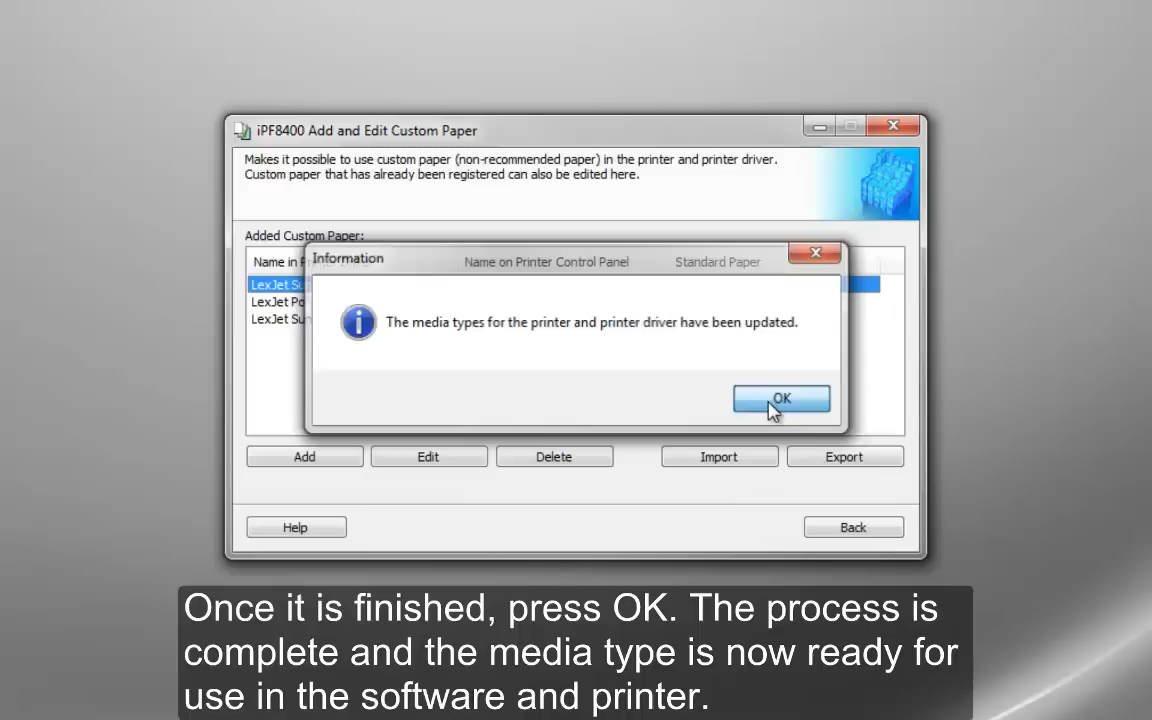 iPF8400 Add and Edit Custom Paper
Makes it possible to use custom paper (non-recommended paper) in the printer and printer driver.
Custom paper that has already been registered can also be edited here.
Added Custom Paper:
Information
Name in
Name on Printer Control Panel
Standard Paper
LexJet Su
LexJet Po
LexJet Sun
The media types for the printer and printer driver have been updated.
OK
Add
Edit
Delete
Import
Export
Help
Back
Once it is finished, press OK. The process is
complete and the media type is now ready for
use in the software and printer.